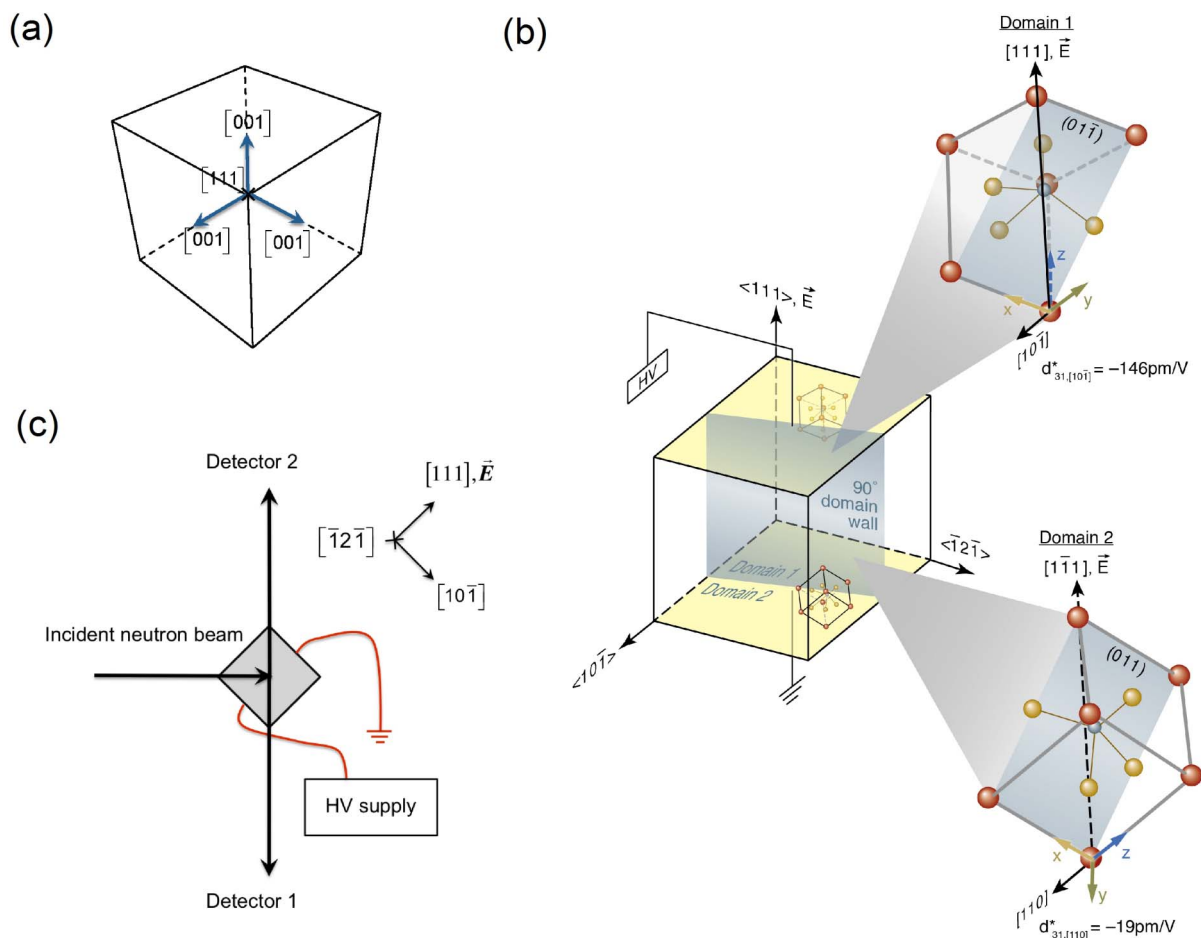 (a)
[001]
[111]
[001]
[001]
(b)
Domain 1
[111], E⃗
(011̅)
z
x
y
[101̅]
d*31,[101̅] = −146pm/V
<111>, E⃗
HV
90°
domain
wall
<1̅21̅>
Domain 1
Domain 2
<101̅>
Domain 2
[11̅1], E⃗
(011)
x
z
y
[110]
d*31,[110] = −19pm/V
(c)
Detector 2
[111], E⃗
[1̅21̅]
[101̅]
Incident neutron beam
HV supply
Detector 1